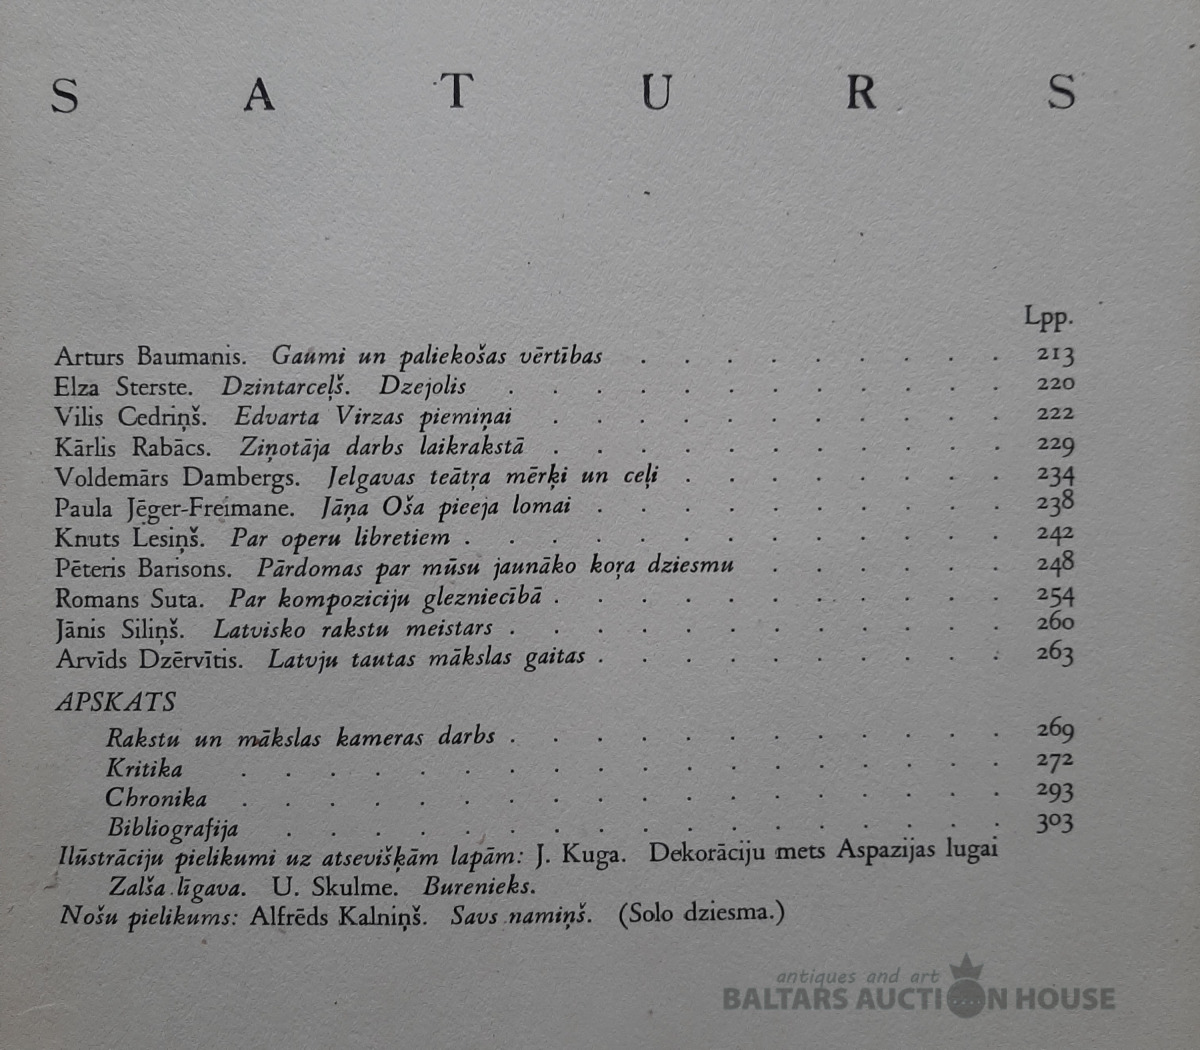 S A T U R S
Lpp.
Arturs Baumanis. Gaumi un paliekošas vērtības . . . . . . . . . 213
Elza Sterste. Dzintarceļš. Dzejolis . . . . . . . . . . . . 220
Vilis Cedriņš. Edvarta Virzas piemiņai . . . . . . . . . . . 222
Kārlis Rabācs. Ziņotāja darbs laikrakstā . . . . . . . . . . . 229
Voldemārs Dambergs. Jelgavas teātŗa mērķi un ceļi . . . . . . . . 234
Paula Jēger-Freimane. Jāņa Oša pieeja lomai . . . . . . . . . . 238
Knuts Lesiņš. Par operu libretiem . . . . . . . . . . . . . 242
Pēteris Barisons. Pārdomas par mūsu jaunāko koŗa dziesmu . . . . . . 248
Romans Suta. Par kompoziciju glezniecībā . . . . . . . . . . . 254
Jānis Siliņš. Latvisko rakstu meistars . . . . . . . . . . . . 260
Arvīds Dzērvītis. Latvju tautas mākslas gaitas . . . . . . . . . . 263
APSKATS
Rakstu un mākslas kameras darbs . . . . . . . . . . . . 269
Kritika . . . . . . . . . . . . . . . . . . 272
Chronika . . . . . . . . . . . . . . . . . . 293
Bibliografija . . . . . . . . . . . . . . . . . 303
Ilūstrāciju pielikumi uz atsevišķām lapām: J. Kuga. Dekorāciju mets Aspazijas lugai
Zalša līgava. U. Skulme. Burenieks.
Nošu pielikums: Alfrēds Kalniņš. Savs namiņš. (Solo dziesma.)
antiques and art
BALTARS AUCTION HOUSE